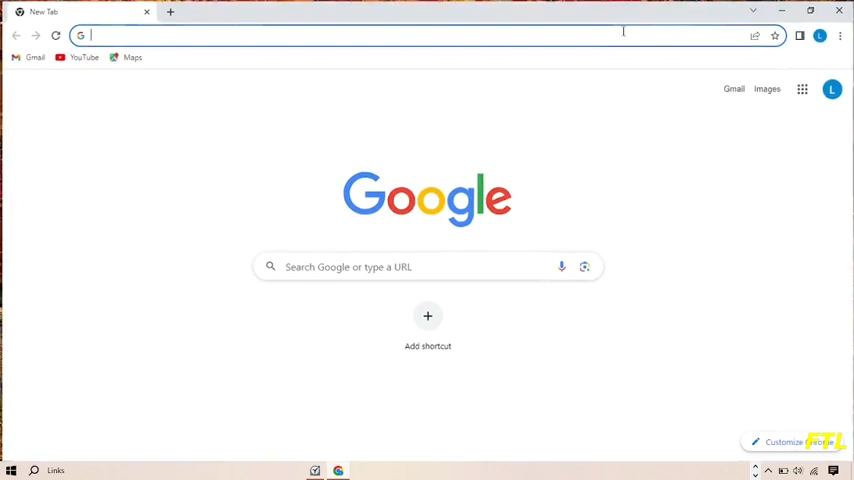 New Tab
G
Gmail YouTube Maps
Gmail Images L
L
Google
Search Google or type a URL
Add shortcut
Customize Chrome
FTL
Links